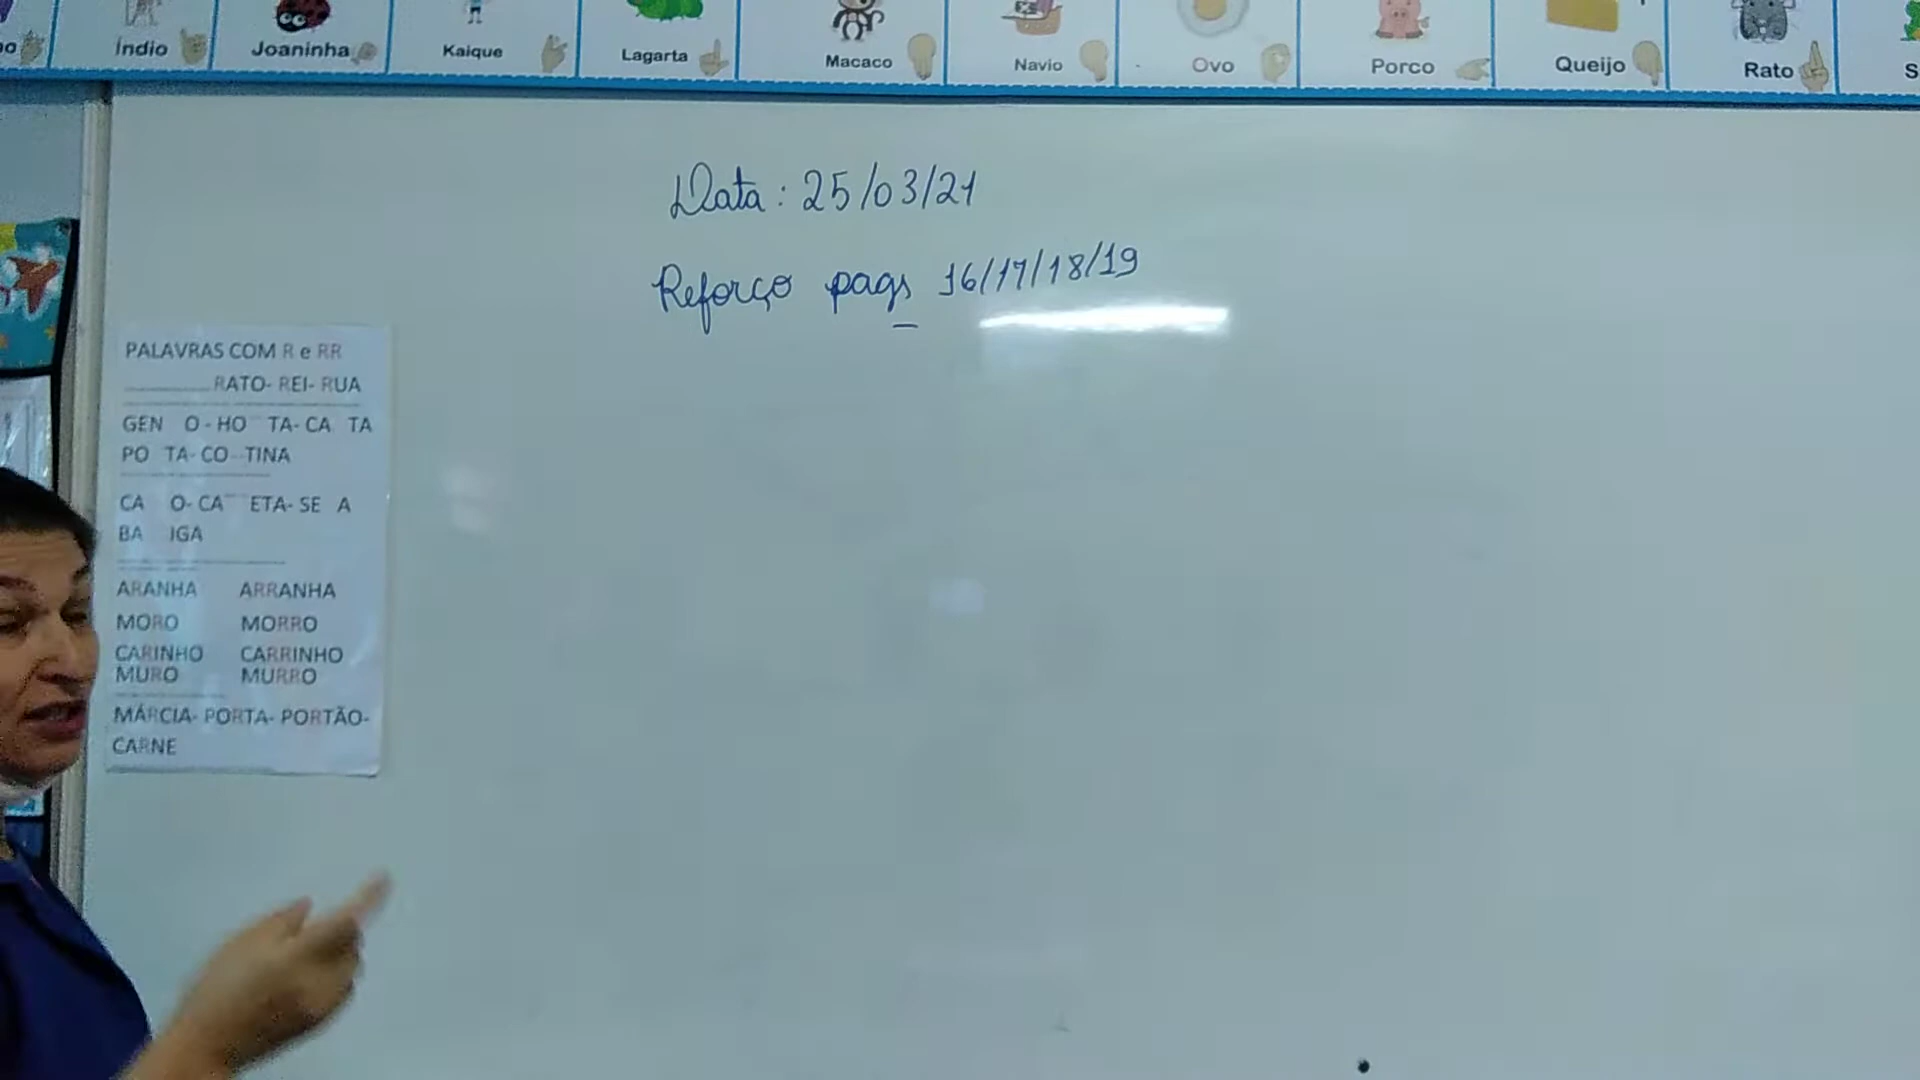 Índio Joaninha Kaique Lagarta Macaco Navio Ovo Porco Queijo Rato
Data: 25/03/21
Reforço pags 16/17/18/19
PALAVRAS COM R e RR
RATO- REI- RUA
GEN O - HO TA- CA TA
PO TA- CO TINA
CA O- CA ETA- SE A
BA IGA
ARANHA ARRANHA
MORO MORRO
CARINHO CARRINHO
MURO MURRO
MÁRCIA- PORTA- PORTÃO-
CARNE